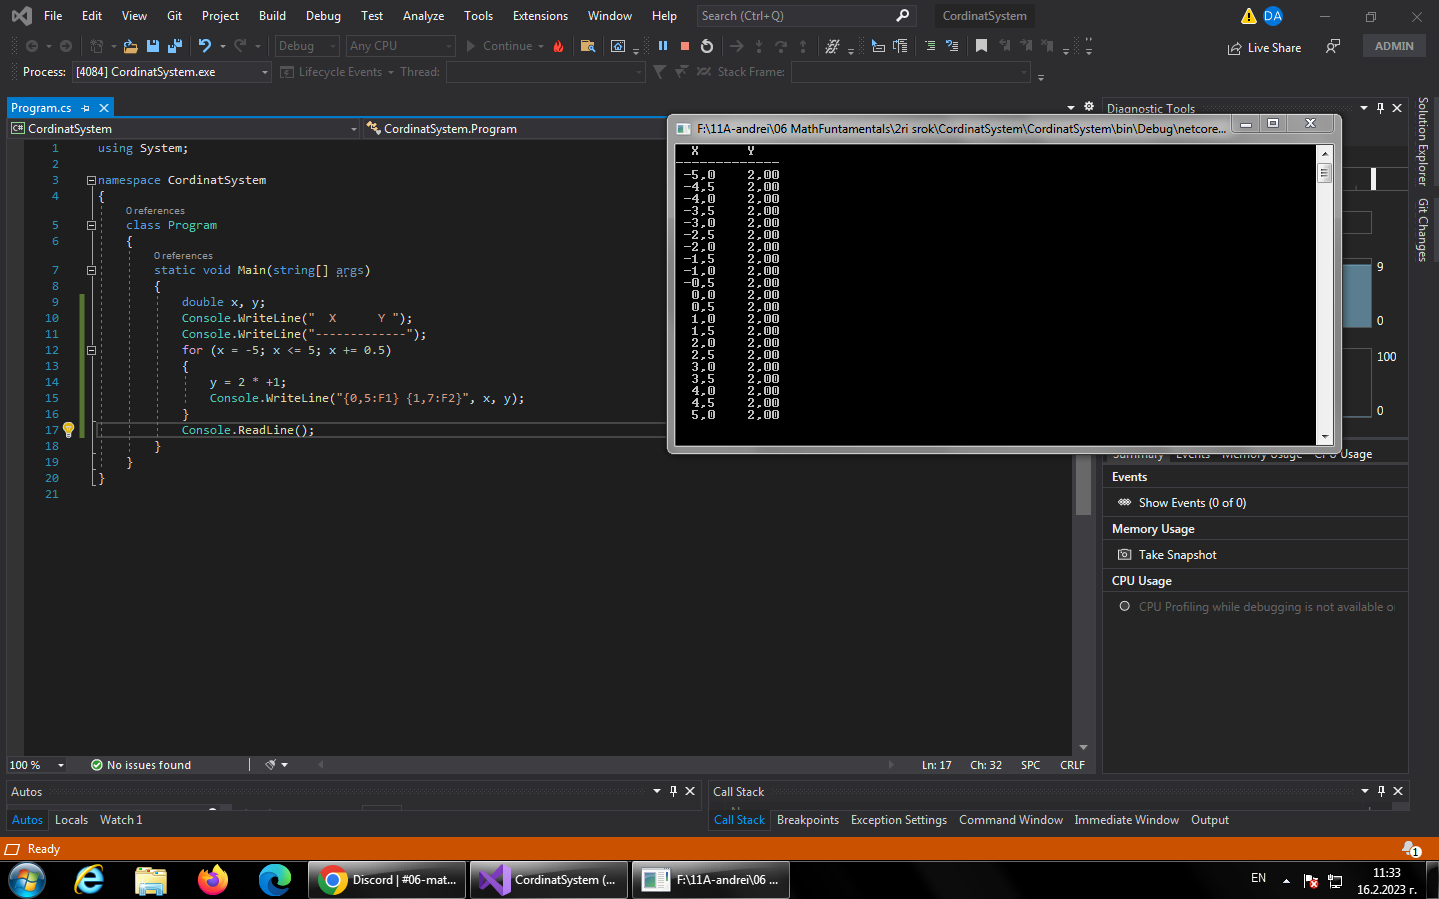 File Edit View Git Project Build Debug Test Analyze Tools Extensions Window Help Search (Ctrl+Q) CordinatSystem DA
Debug Any CPU Continue Live Share ADMIN
Process: [4084] CordinatSystem.exe Lifecycle Events Thread: Stack Frame:
Program.cs
CordinatSystem CordinatSystem.Program
1 using System;
2
3 namespace CordinatSystem
4 {
0 references
5 class Program
6 {
0 references
7 static void Main(string[] args)
8 {
9 double x, y;
10 Console.WriteLine("  X      Y ");
11 Console.WriteLine("-------------");
12 for (x = -5; x <= 5; x += 0.5)
13 {
14 y = 2 * +1;
15 Console.WriteLine("{0,5:F1} {1,7:F2}", x, y);
16 }
17 Console.ReadLine();
18 }
19 }
20 }
21
F:\11A-andrei\06 MathFuntamentals\2ri srok\CordinatSystem\CordinatSystem\bin\Debug\netcore...
X Y
-------------
-5,0 2,00
-4,5 2,00
-4,0 2,00
-3,5 2,00
-3,0 2,00
-2,5 2,00
-2,0 2,00
-1,5 2,00
-1,0 2,00
-0,5 2,00
0,0 2,00
0,5 2,00
1,0 2,00
1,5 2,00
2,0 2,00
2,5 2,00
3,0 2,00
3,5 2,00
4,0 2,00
4,5 2,00
5,0 2,00
Diagnostic Tools
9
0
100
0
Summary Events Memory Usage CPU Usage
Events
Show Events (0 of 0)
Memory Usage
Take Snapshot
CPU Usage
CPU Profiling while debugging is not available o
Solution Explorer
Git Changes
100 % No issues found Ln: 17 Ch: 32 SPC CRLF
Autos
Autos Locals Watch 1
Call Stack
Call Stack Breakpoints Exception Settings Command Window Immediate Window Output
Ready 1
Discord | #06-mat... CordinatSystem (... F:\11A-andrei\06 ... EN 11:33
16.2.2023 г.